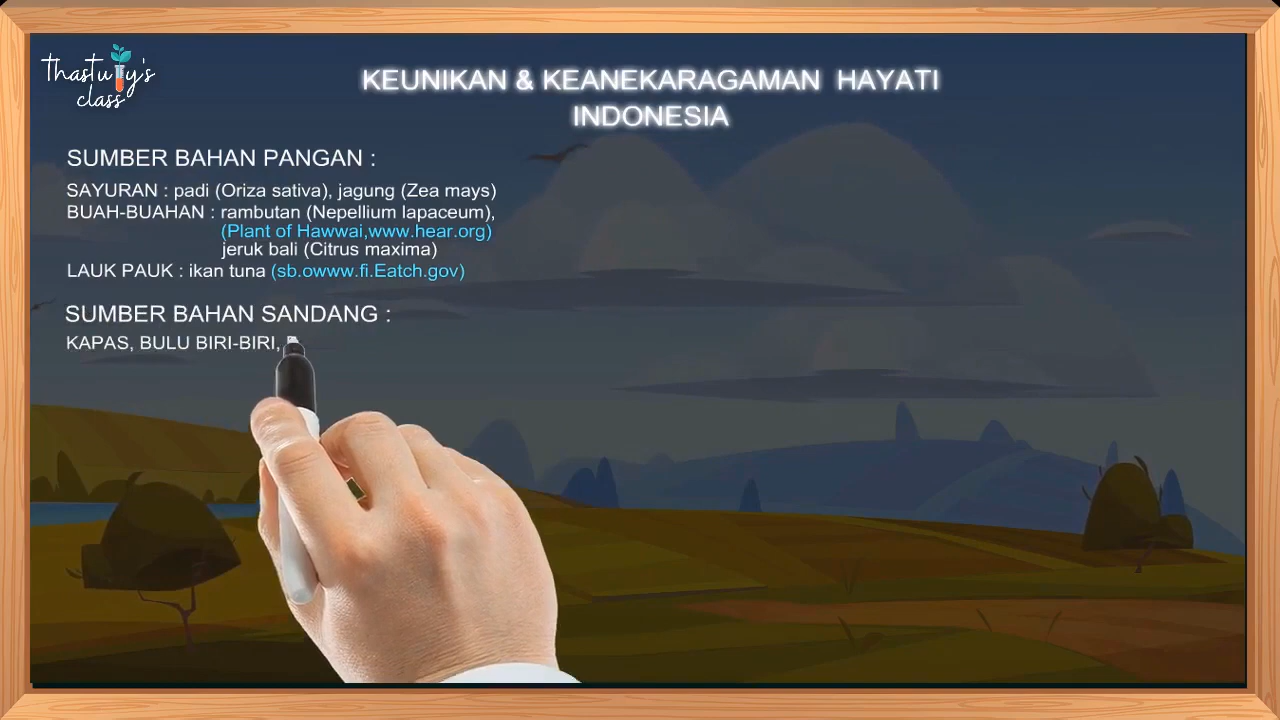 thastuty's
class
KEUNIKAN & KEANEKARAGAMAN HAYATI
INDONESIA
SUMBER BAHAN PANGAN :
SAYURAN : padi (Oriza sativa), jagung (Zea mays)
BUAH-BUAHAN : rambutan (Nepellium lapaceum),
(Plant of Hawwai,www.hear.org)
jeruk bali (Citrus maxima)
LAUK PAUK : ikan tuna (sb.owww.fi.Eatch.gov)
SUMBER BAHAN SANDANG :
KAPAS, BULU BIRI-BIRI,